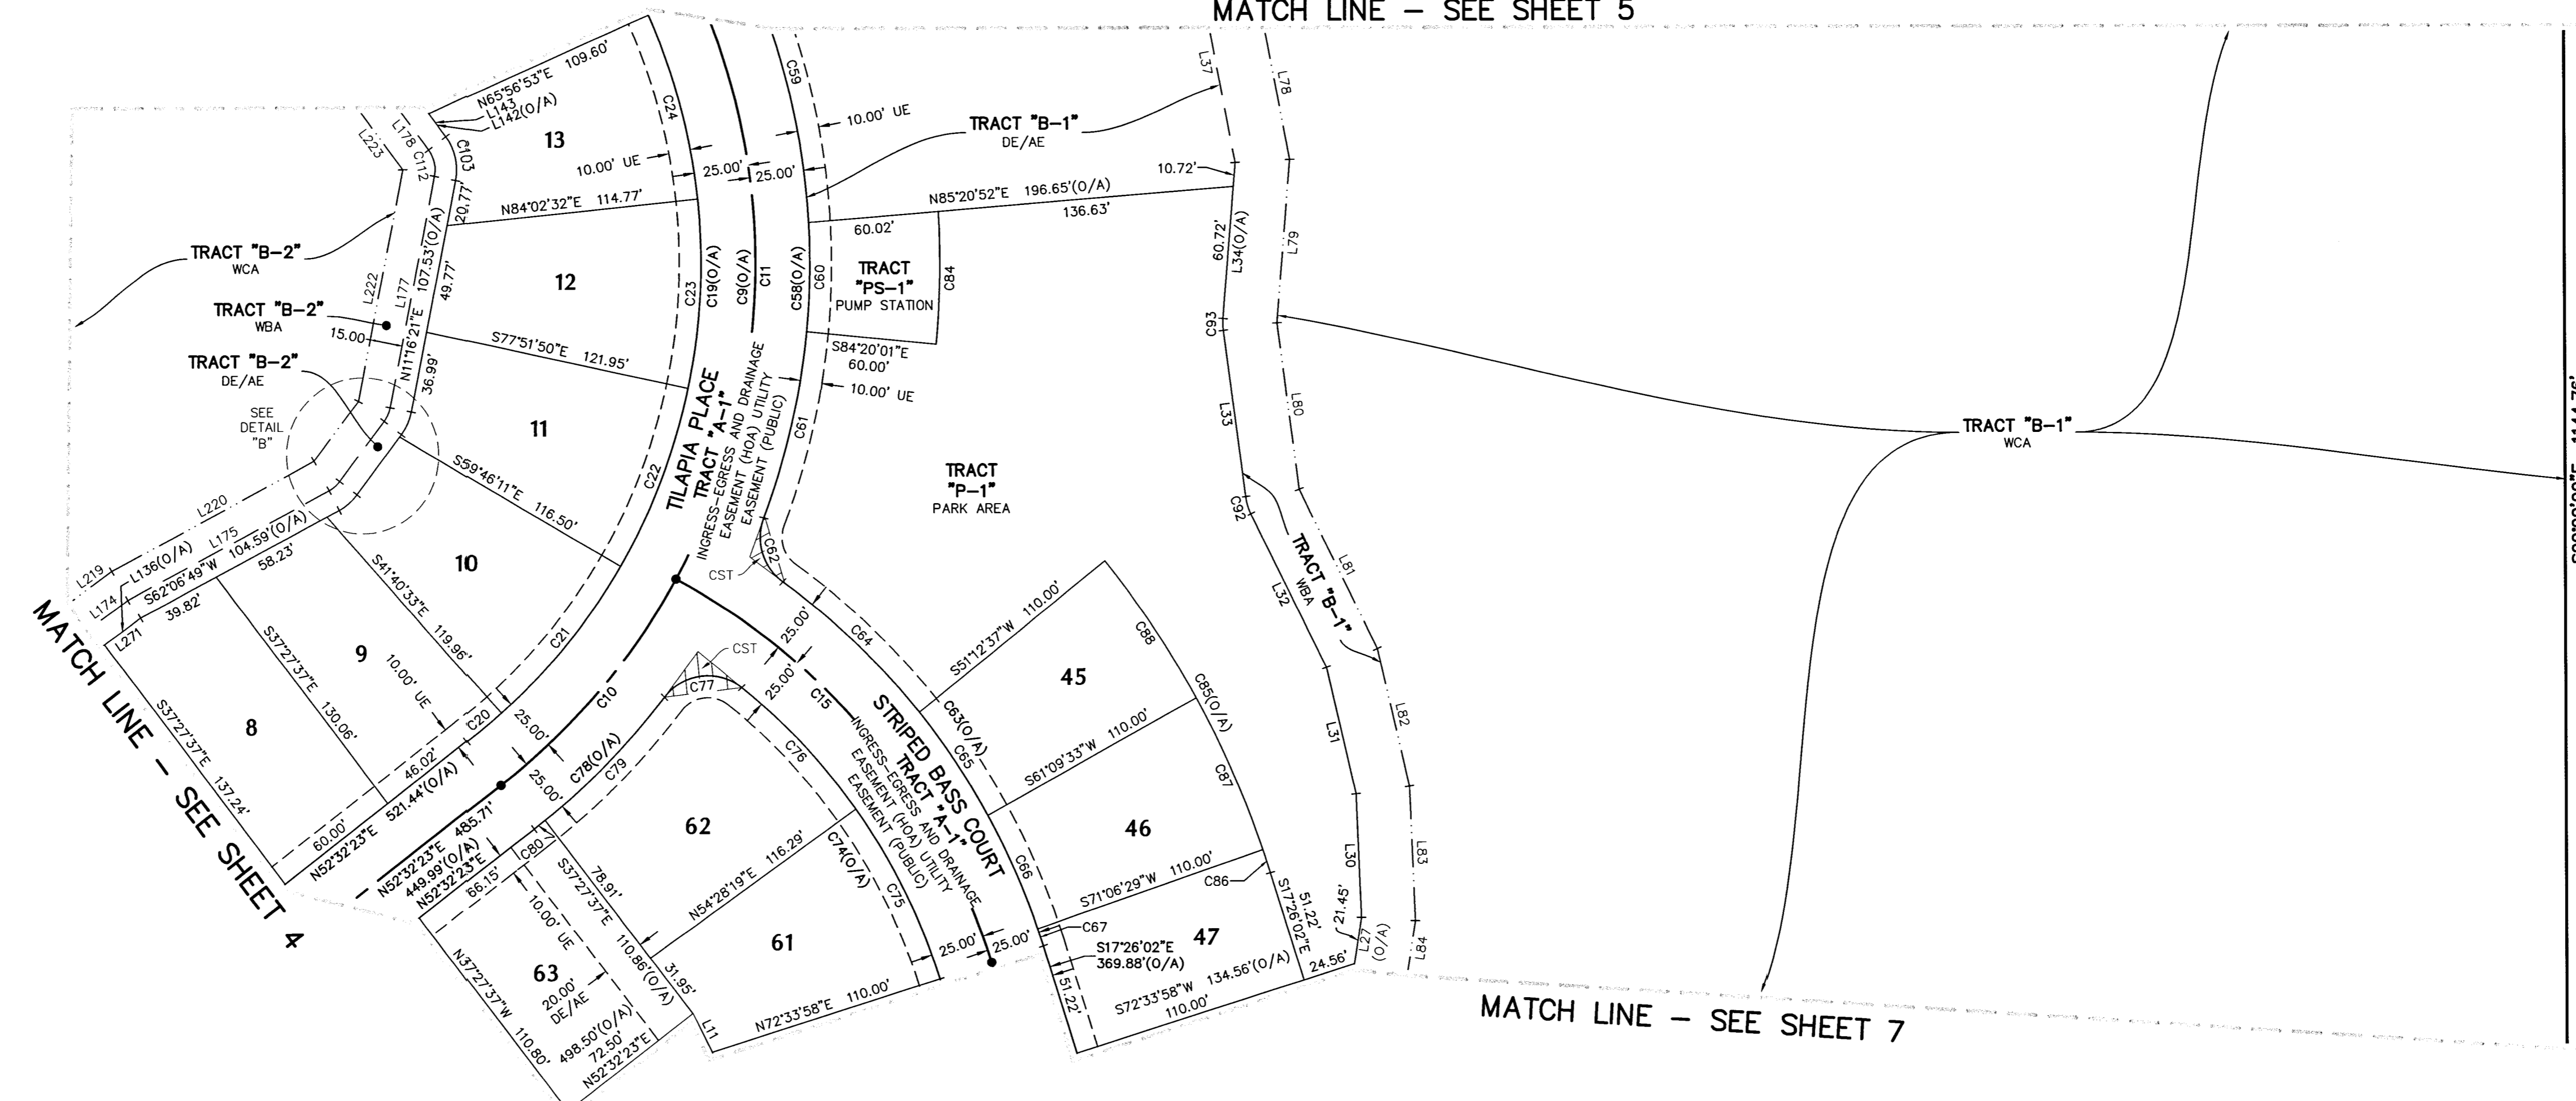 MATCH LINE – SEE SHEET 5
N65°56'53"E 109.60'
L143
L142(O/A)
13
C24
C103
L178
C112
L223
20.77'
10.00' UE
25.00'
25.00'
C59
10.00' UE
TRACT "B-1"
DE/AE
L37
L78
10.72'
N85°20'52"E 196.65'(O/A)
136.63'
60.02'
N84°02'32"E 114.77'
TRACT "B-2"
WCA
L222
L177
N11°16'21"E 107.53'(O/A)
49.77'
12
C23
C19(O/A)
C9(O/A)
C11
C58(O/A)
C60
TRACT
"PS-1"
PUMP STATION
C84
60.72'
L34(O/A)
L79
TRACT "B-2"
WBA
15.00
S77°51'50"E 121.95'
S84°20'01"E
60.00'
10.00' UE
C93
TRACT "B-2"
DE/AE
36.99'
SEE
DETAIL
"B"
11
C22
TILAPIA PLACE
TRACT "A-1"
INGRESS-EGRESS AND DRAINAGE
EASEMENT (HOA) UTILITY
EASEMENT (PUBLIC)
C61
L33
L80
TRACT "B-1"
WCA
S59°46'11"E 116.50'
TRACT
"P-1"
PARK AREA
L220
L175
104.59'(O/A)
S62°06'49"W
58.23'
39.82'
L219
L174
L136(O/A)
L271
10
S41°40'33"E 119.96'
C21
C62
CST
C92
L32
TRACT "B-1"
WBA
L81
MATCH LINE – SEE SHEET 4
8
S37°27'37"E 137.24'
9
S37°27'37"E 130.06'
10.00' UE
C20
46.02'
60.00'
N52°32'23"E 521.44'(O/A)
25.00'
25.00'
C10
C78(O/A)
C79
CST
C77
25.00'
25.00'
C64
C15
S51°12'37"W 110.00'
45
C88
C85(O/A)
C63(O/A)
C65
STRIPED BASS COURT
TRACT "A-1"
INGRESS-EGRESS AND DRAINAGE
EASEMENT (HOA) UTILITY
EASEMENT (PUBLIC)
C76
S61°09'33"W 110.00'
L31
L82
C87
46
C66
S71°06'29"W 110.00'
C86
L30
L83
485.71'
N52°32'23"E
449.99'(O/A)
N52°32'23"E
66.15'
C80
62
78.91'
S37°27'37"E 110.86'(O/A)
N54°28'19"E 116.29'
C74(O/A)
C75
61
31.95'
L11
N72°33'58"E 110.00'
25.00'
25.00'
C67
S17°26'02"E
369.88'(O/A)
51.22'
47
51.22'
S17°26'02"E
S72°33'58"W 134.56'(O/A)
110.00'
24.56'
21.45'
L27
(O/A)
L84
63
10.00' UE
20.00'
DE/AE
N37°27'37"W 110.80'
498.50'(O/A)
72.50'
N52°32'23"E
MATCH LINE – SEE SHEET 7